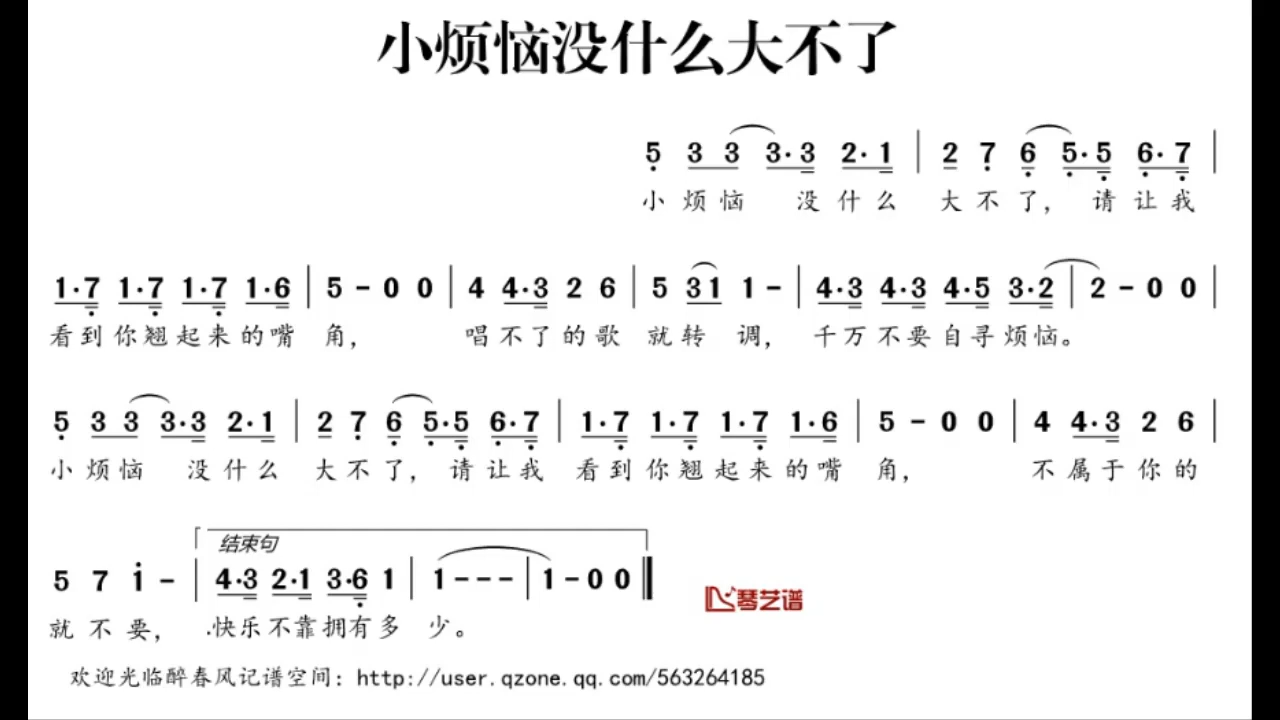 小烦恼没什么大不了
5 3 3 3·3 2·1 | 2 7 6 5·5 6·7 |
小烦恼 没什么 大不了, 请让我
1·7 1·7 1·7 1·6 | 5 - 0 0 | 4 4·3 2 6 | 5 31 1 - | 4·3 4·3 4·5 3·2 | 2 - 0 0 |
看到你翘起来的嘴 角, 唱不了的歌 就转 调, 千万不要自寻烦恼。
5 3 3 3·3 2·1 | 2 7 6 5·5 6·7 | 1·7 1·7 1·7 1·6 | 5 - 0 0 | 4 4·3 2 6 |
小烦恼 没什么 大不了, 请让我 看到你翘起来的嘴 角, 不属于你的
结束句
5 7 1 - | 4·3 2·1 3·6 1 | 1 - - - | 1 - 0 0
琴艺谱
就不要, .快乐不靠拥有多 少。
欢迎光临醉春风记谱空间：http://user.qzone.qq.com/563264185